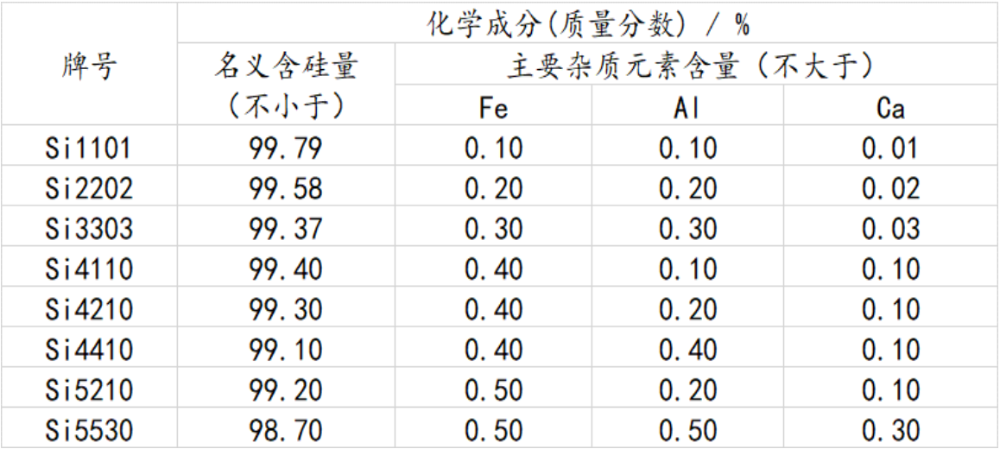 化学成分(质量分数) / %
牌号 名义含硅量 主要杂质元素含量 (不大于)
(不小于) Fe Al Ca
Si1101 99.79 0.10 0.10 0.01
Si2202 99.58 0.20 0.20 0.02
Si3303 99.37 0.30 0.30 0.03
Si4110 99.40 0.40 0.10 0.10
Si4210 99.30 0.40 0.20 0.10
Si4410 99.10 0.40 0.40 0.10
Si5210 99.20 0.50 0.20 0.10
Si5530 98.70 0.50 0.50 0.30